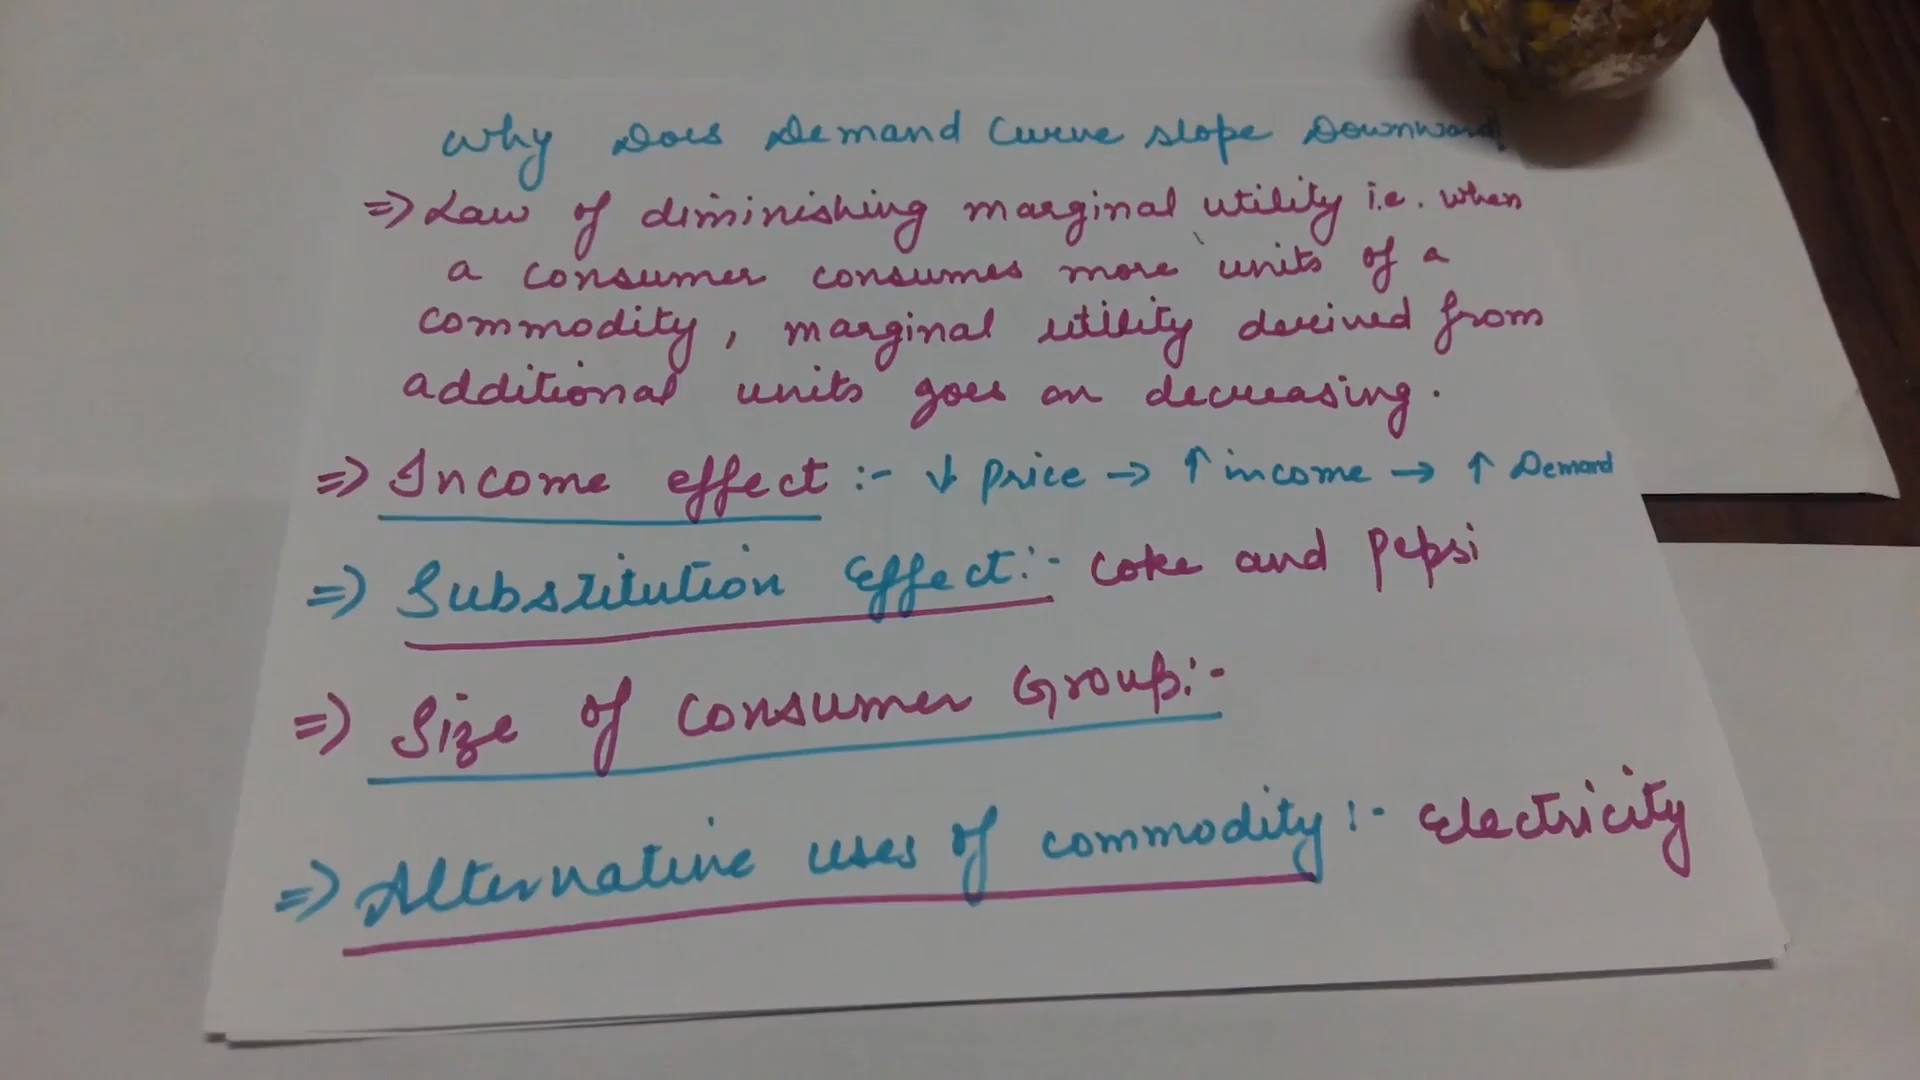 Why Does Demand Curve slope Downward
⇒ Law of diminishing marginal utility i.e. when
a consumer consumes more units of a
commodity, marginal utility derived from
additional units goes on decreasing.
⇒ Income effect :- ↓ Price → ↑ income → ↑ Demand
⇒ Substitution Effect :- Coke and Pepsi
⇒ Size of Consumer Group :-
⇒ Alternative uses of commodity :- Electricity